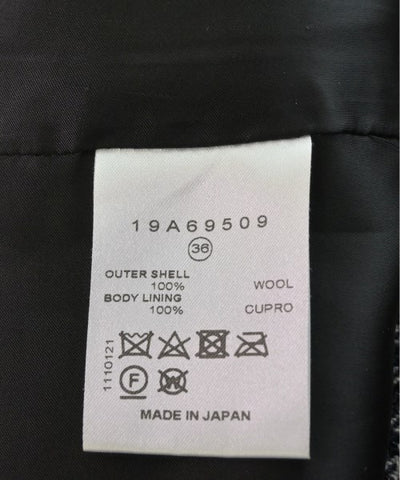 19A69509
36
OUTER SHELL
100% WOOL
BODY LINING
100% CUPRO
1110121
F W
MADE IN JAPAN